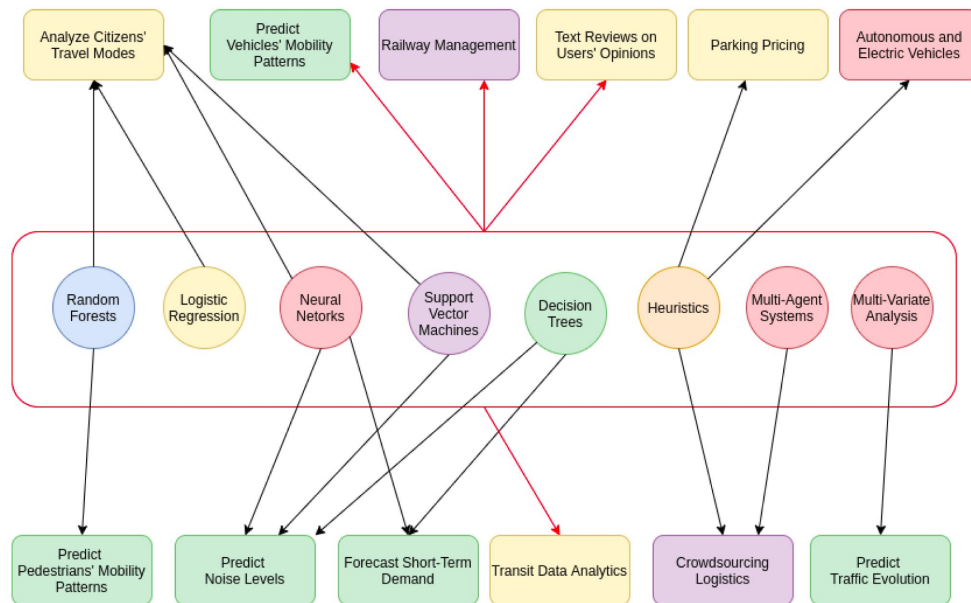 Analyze Citizens'
Travel Modes
Predict
Vehicles' Mobility
Patterns
Railway Management
Text Reviews on
Users' Opinions
Parking Pricing
Autonomous and
Electric Vehicles
Random
Forests
Logistic
Regression
Neural
Netorks
Support
Vector
Machines
Decision
Trees
Heuristics
Multi-Agent
Systems
Multi-Variate
Analysis
Predict
Pedestrians' Mobility
Patterns
Predict
Noise Levels
Forecast Short-Term
Demand
Transit Data Analytics
Crowdsourcing
Logistics
Predict
Traffic Evolution